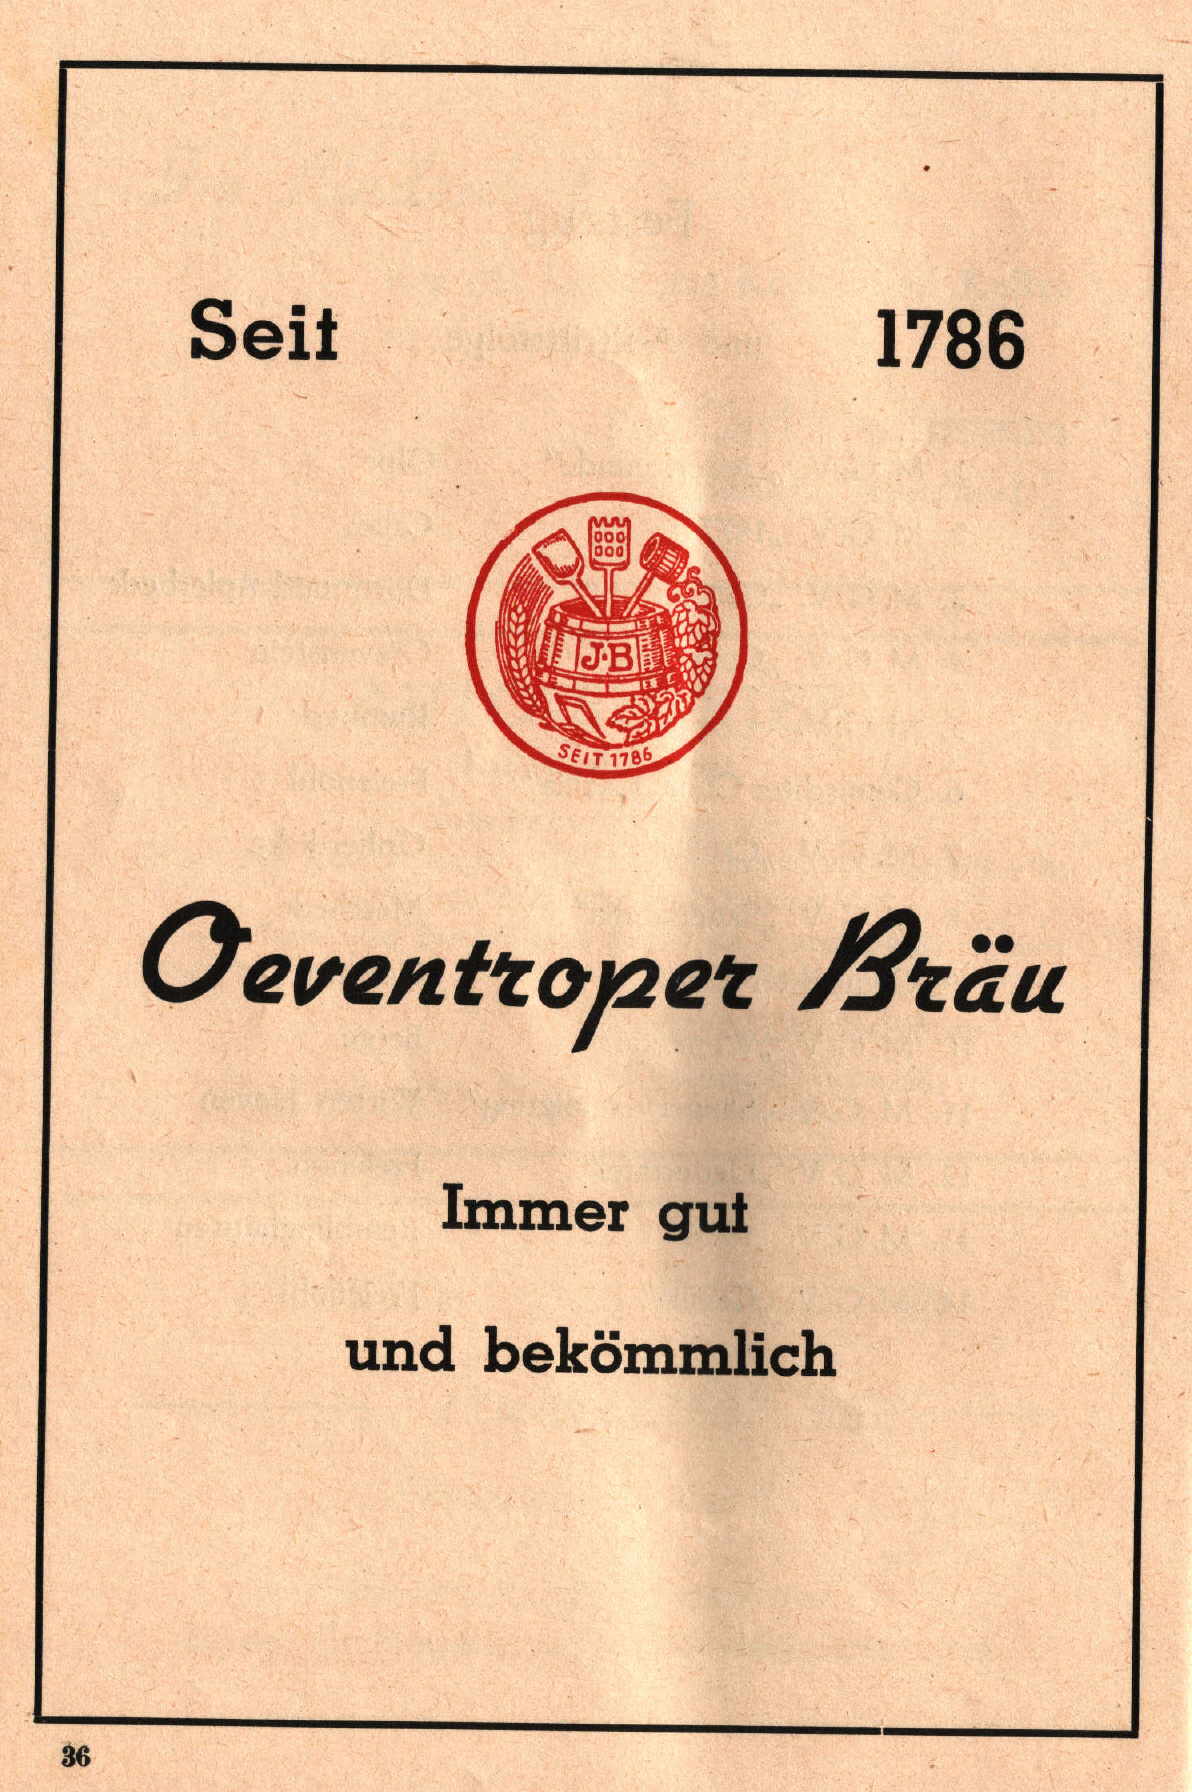 Seit 1786
J·B
SEIT 1786
Oeventroper Bräu
Immer gut
und bekömmlich
36